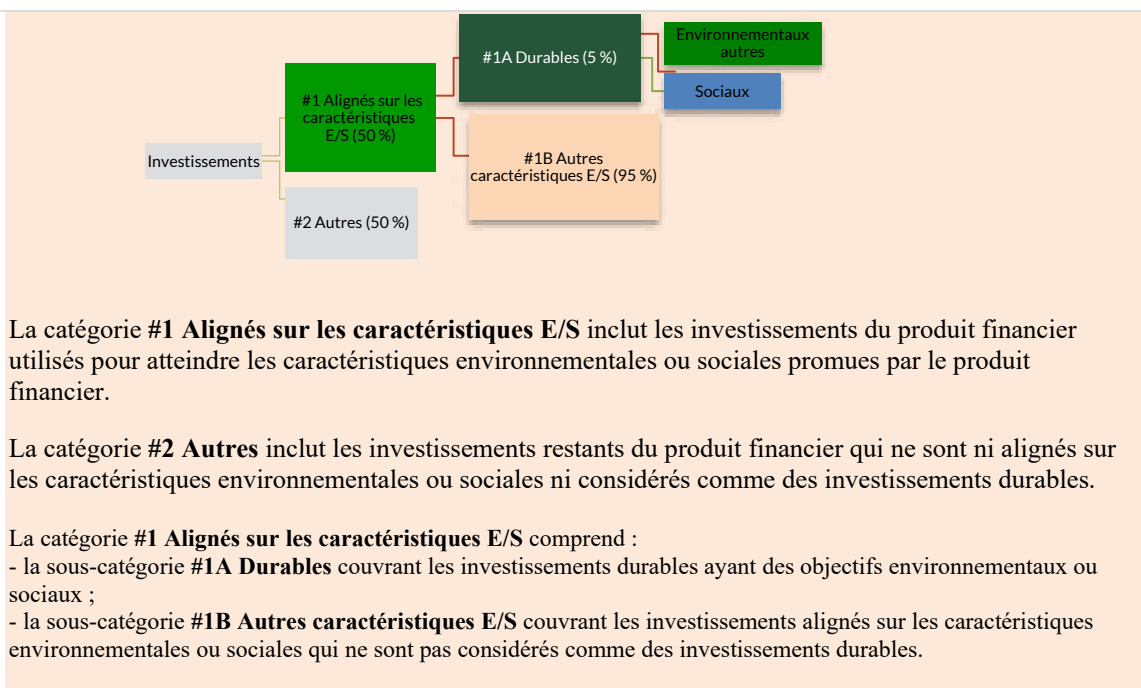 Investissements
#1 Alignés sur les
caractéristiques
E/S (50 %)
#2 Autres (50 %)
#1A Durables (5 %)
#1B Autres
caractéristiques E/S (95 %)
Environnementaux
autres
Sociaux
La catégorie #1 Alignés sur les caractéristiques E/S inclut les investissements du produit financier
utilisés pour atteindre les caractéristiques environnementales ou sociales promues par le produit
financier.
La catégorie #2 Autres inclut les investissements restants du produit financier qui ne sont ni alignés sur
les caractéristiques environnementales ou sociales ni considérés comme des investissements durables.
La catégorie #1 Alignés sur les caractéristiques E/S comprend :
- la sous-catégorie #1A Durables couvrant les investissements durables ayant des objectifs environnementaux ou
sociaux ;
- la sous-catégorie #1B Autres caractéristiques E/S couvrant les investissements alignés sur les caractéristiques
environnementales ou sociales qui ne sont pas considérés comme des investissements durables.